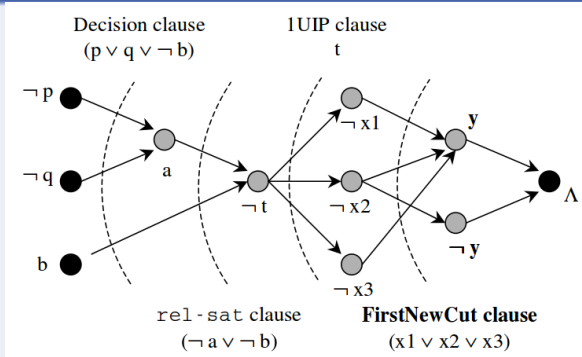 Decision clause
(p ∨ q ∨ ¬ b)
1UIP clause
t
¬ p
¬ x1
y
a
¬ q
¬ t
¬ x2
Λ
¬ y
b
¬ x3
rel-sat clause
(¬ a ∨ ¬ b)
FirstNewCut clause
(x1 ∨ x2 ∨ x3)